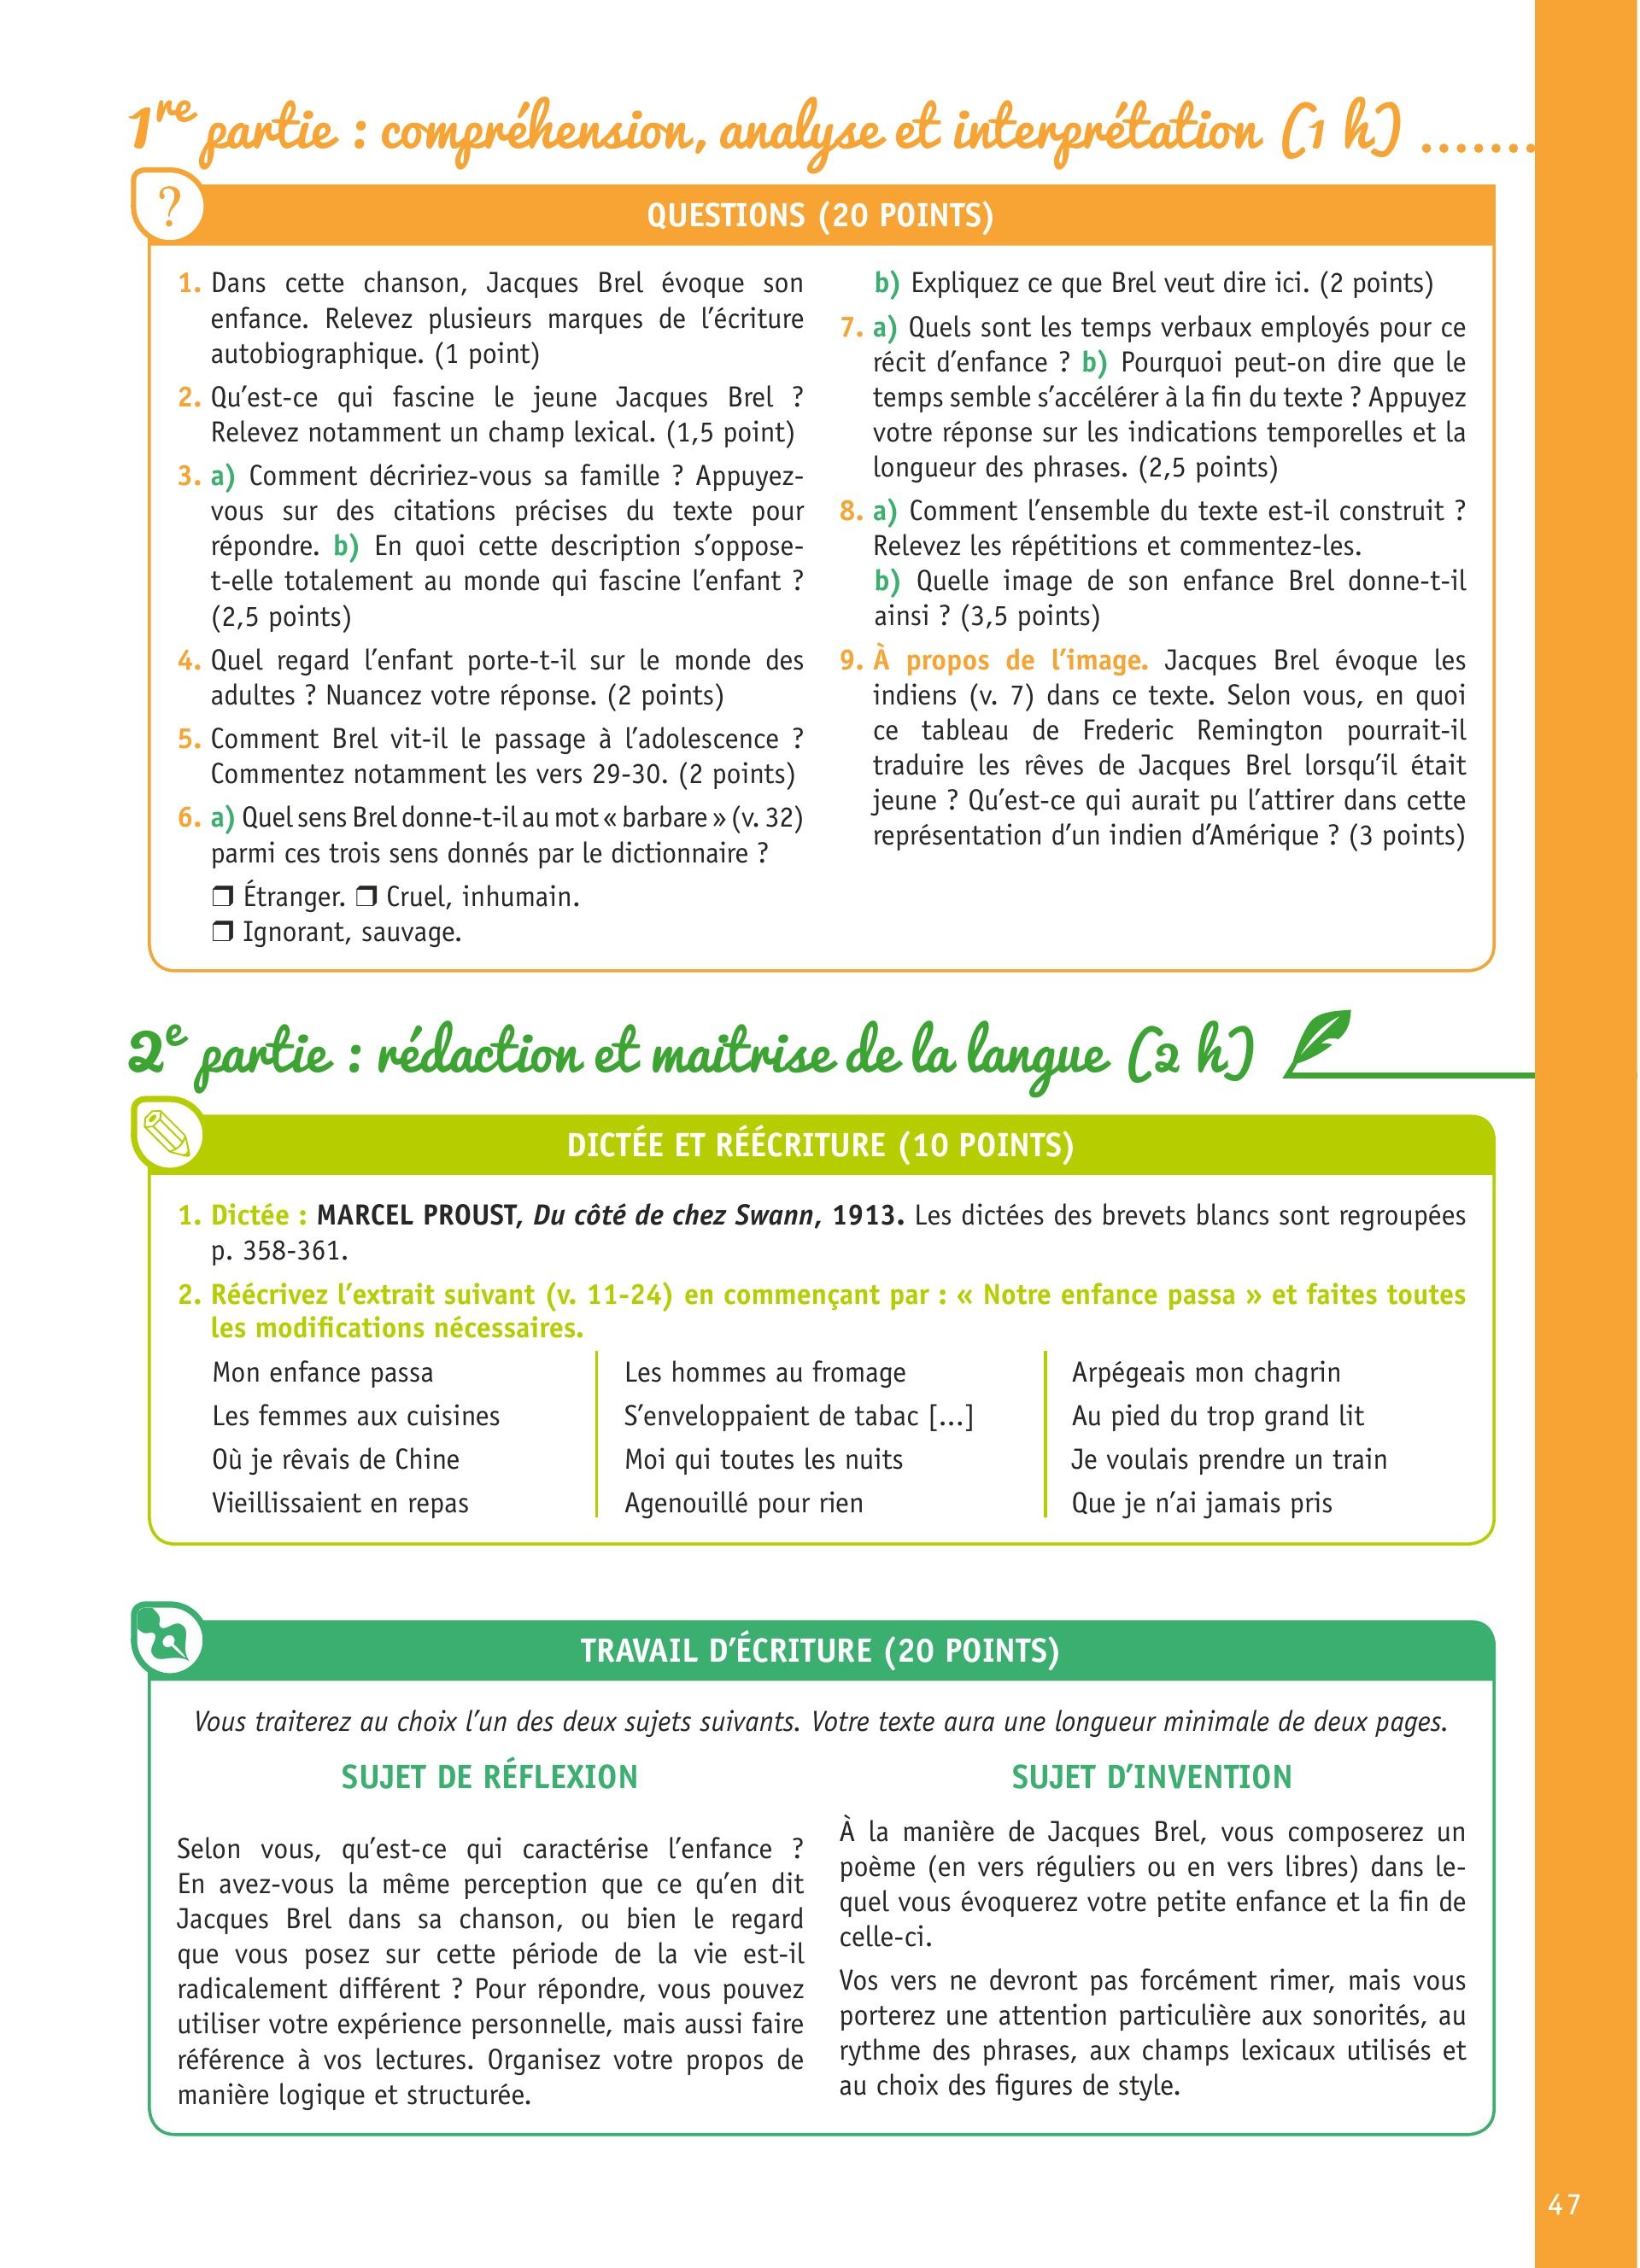 1re partie : compréhension, analyse et interprétation (1 h) .......
?
QUESTIONS (20 POINTS)
1. Dans cette chanson, Jacques Brel évoque son
enfance. Relevez plusieurs marques de l’écriture
autobiographique. (1 point)
2. Qu’est-ce qui fascine le jeune Jacques Brel ?
Relevez notamment un champ lexical. (1,5 point)
3. a) Comment décririez-vous sa famille ? Appuyez-
vous sur des citations précises du texte pour
répondre. b) En quoi cette description s’oppose-
t-elle totalement au monde qui fascine l’enfant ?
(2,5 points)
4. Quel regard l’enfant porte-t-il sur le monde des
adultes ? Nuancez votre réponse. (2 points)
5. Comment Brel vit-il le passage à l’adolescence ?
Commentez notamment les vers 29-30. (2 points)
6. a) Quel sens Brel donne-t-il au mot « barbare » (v. 32)
parmi ces trois sens donnés par le dictionnaire ?
❒ Étranger. ❒ Cruel, inhumain.
❒ Ignorant, sauvage.
b) Expliquez ce que Brel veut dire ici. (2 points)
7. a) Quels sont les temps verbaux employés pour ce
récit d’enfance ? b) Pourquoi peut-on dire que le
temps semble s’accélérer à la fin du texte ? Appuyez
votre réponse sur les indications temporelles et la
longueur des phrases. (2,5 points)
8. a) Comment l’ensemble du texte est-il construit ?
Relevez les répétitions et commentez-les.
b) Quelle image de son enfance Brel donne-t-il
ainsi ? (3,5 points)
9. À propos de l’image. Jacques Brel évoque les
indiens (v. 7) dans ce texte. Selon vous, en quoi
ce tableau de Frederic Remington pourrait-il
traduire les rêves de Jacques Brel lorsqu’il était
jeune ? Qu’est-ce qui aurait pu l’attirer dans cette
représentation d’un indien d’Amérique ? (3 points)
2e partie : rédaction et maitrise de la langue (2 h)
DICTÉE ET RÉÉCRITURE (10 POINTS)
1. Dictée : MARCEL PROUST, Du côté de chez Swann, 1913. Les dictées des brevets blancs sont regroupées
p. 358-361.
2. Réécrivez l’extrait suivant (v. 11-24) en commençant par : « Notre enfance passa » et faites toutes
les modifications nécessaires.
Mon enfance passa
Les femmes aux cuisines
Où je rêvais de Chine
Vieillissaient en repas
Les hommes au fromage
S’enveloppaient de tabac [...]
Moi qui toutes les nuits
Agenouillé pour rien
Arpégeais mon chagrin
Au pied du trop grand lit
Je voulais prendre un train
Que je n’ai jamais pris
TRAVAIL D’ÉCRITURE (20 POINTS)
Vous traiterez au choix l’un des deux sujets suivants. Votre texte aura une longueur minimale de deux pages.
SUJET DE RÉFLEXION
Selon vous, qu’est-ce qui caractérise l’enfance ?
En avez-vous la même perception que ce qu’en dit
Jacques Brel dans sa chanson, ou bien le regard
que vous posez sur cette période de la vie est-il
radicalement différent ? Pour répondre, vous pouvez
utiliser votre expérience personnelle, mais aussi faire
référence à vos lectures. Organisez votre propos de
manière logique et structurée.
SUJET D’INVENTION
À la manière de Jacques Brel, vous composerez un
poème (en vers réguliers ou en vers libres) dans le-
quel vous évoquerez votre petite enfance et la fin de
celle-ci.
Vos vers ne devront pas forcément rimer, mais vous
porterez une attention particulière aux sonorités, au
rythme des phrases, aux champs lexicaux utilisés et
au choix des figures de style.
47